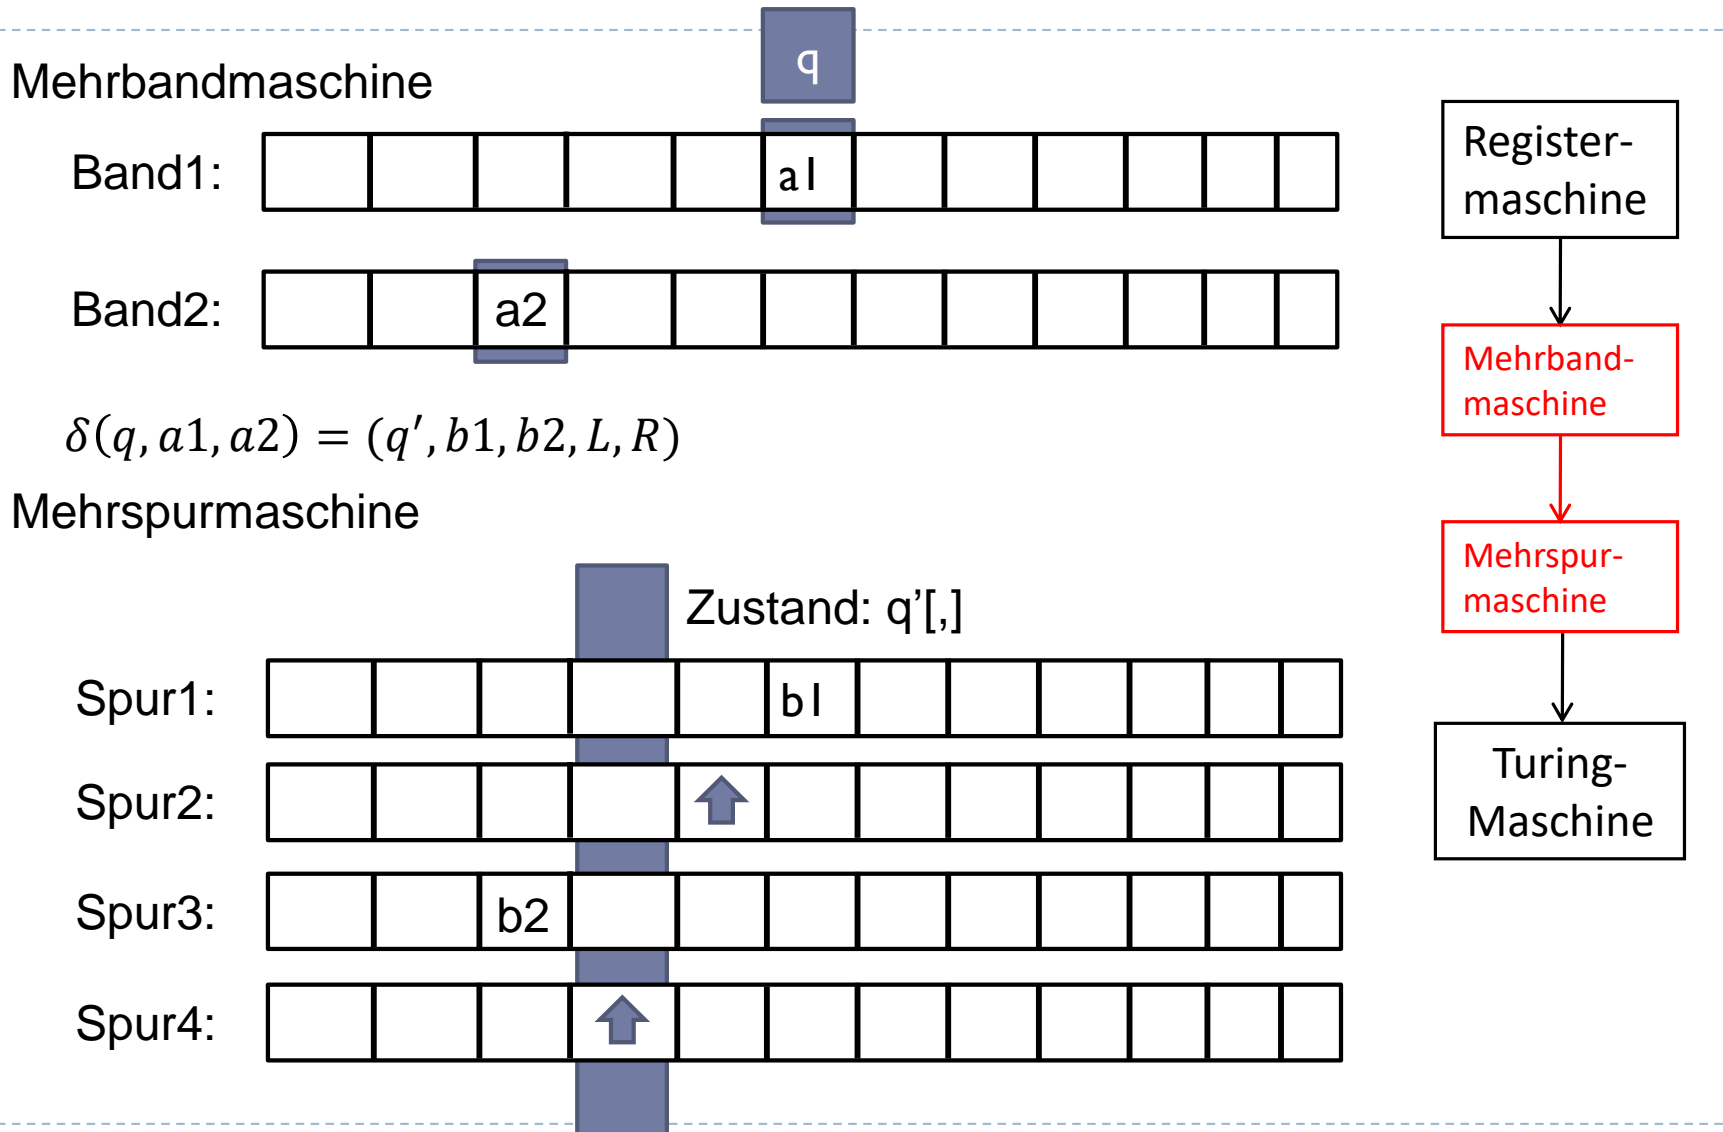 q
Mehrbandmaschine
Band1:
a1
Band2:
a2
δ(q, a1, a2) = (q′, b1, b2, L, R)
Mehrspurmaschine
Zustand: q’[,]
Spur1:
b1
Spur2:
Spur3:
b2
Spur4:
Register-
maschine
Mehrband-
maschine
Mehrspur-
maschine
Turing-
Maschine